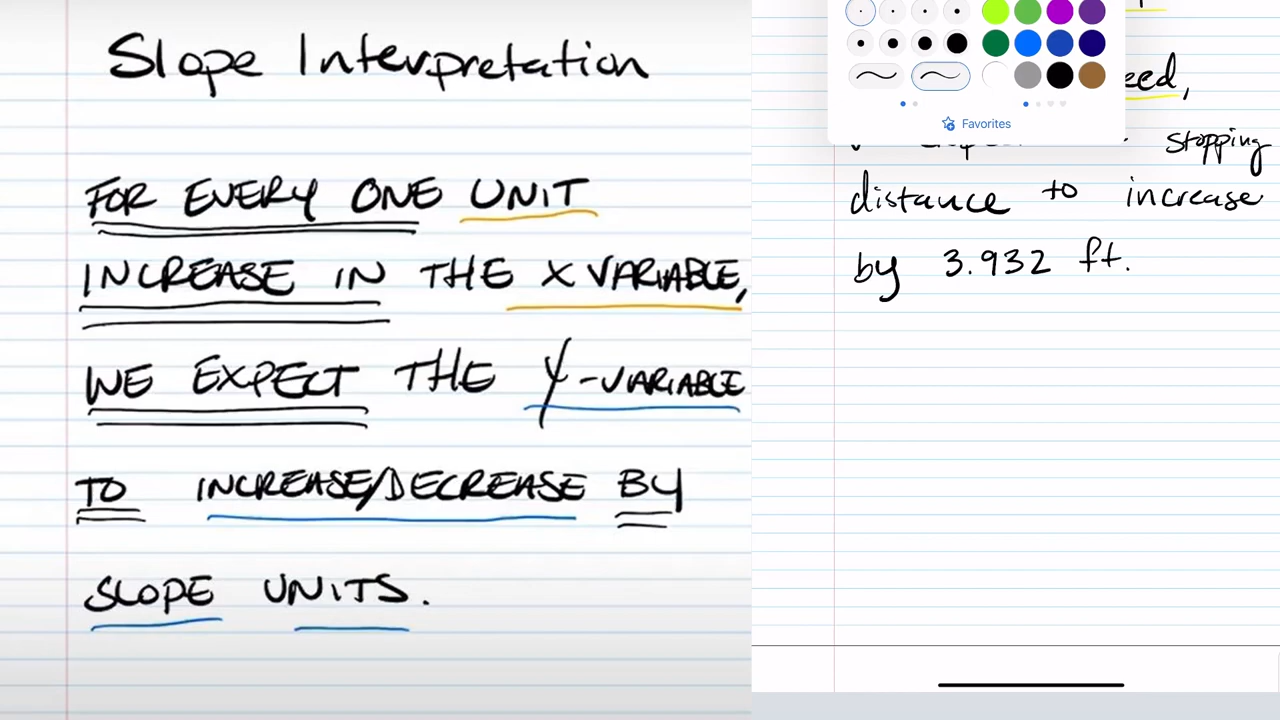 Slope Interpretation
FOR EVERY ONE UNIT
INCREASE IN THE X VARIABLE,
WE EXPECT THE Y-VARIABLE
TO INCREASE/DECREASE BY
SLOPE UNITS.
Favorites
stopping
distance to increase
by 3.932 ft.